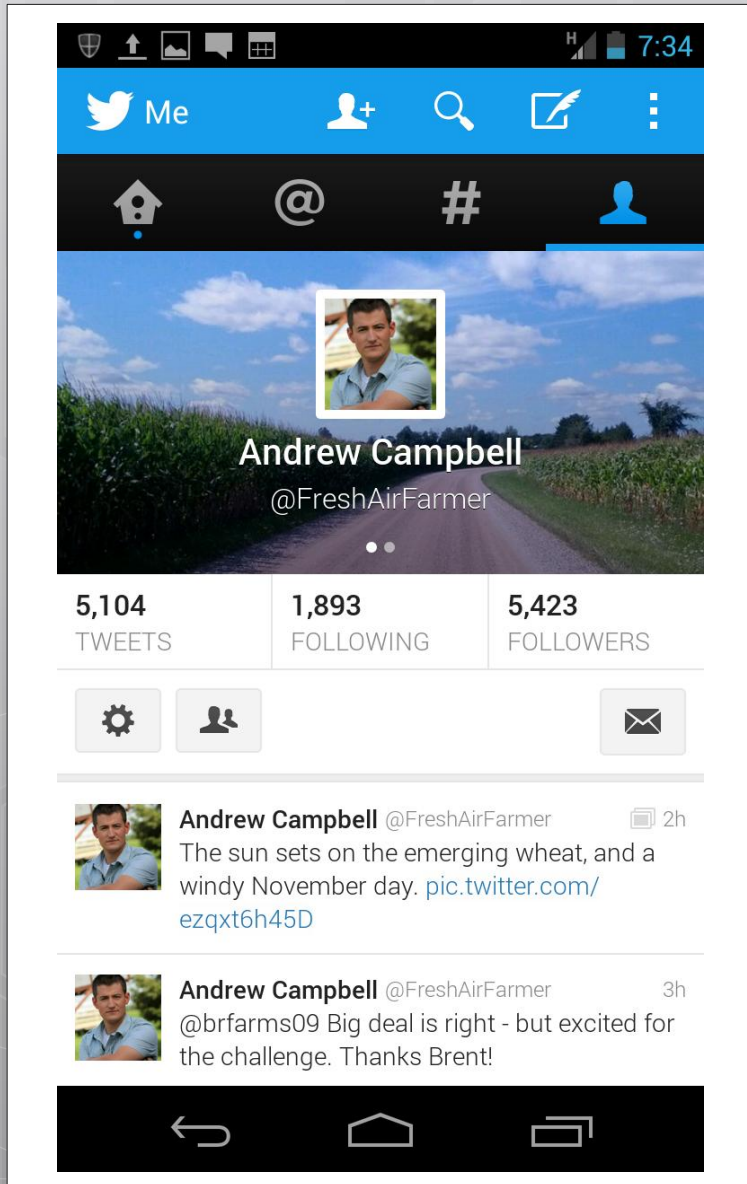 H 7:34
Me
@ #
Andrew Campbell
@FreshAirFarmer
5,104 1,893 5,423
TWEETS FOLLOWING FOLLOWERS
Andrew Campbell @FreshAirFarmer 2h
The sun sets on the emerging wheat, and a
windy November day. pic.twitter.com/
ezqxt6h45D
Andrew Campbell @FreshAirFarmer 3h
@brfarms09 Big deal is right - but excited for
the challenge. Thanks Brent!